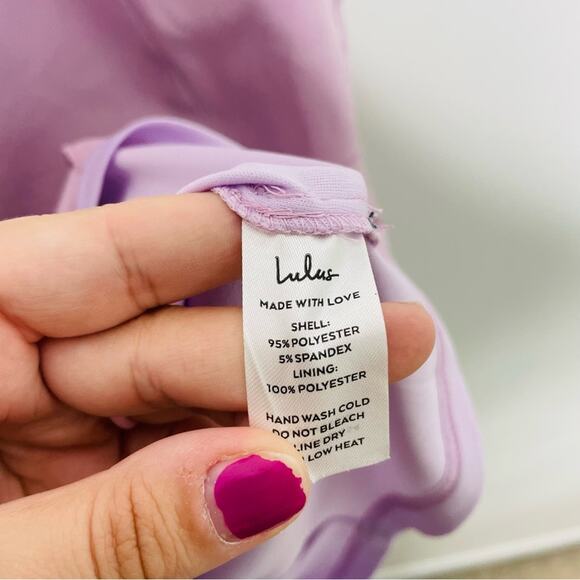 Lulus
MADE WITH LOVE
SHELL:
95% POLYESTER
5% SPANDEX
LINING:
100% POLYESTER
HAND WASH COLD
DO NOT BLEACH
LINE DRY
LOW HEAT